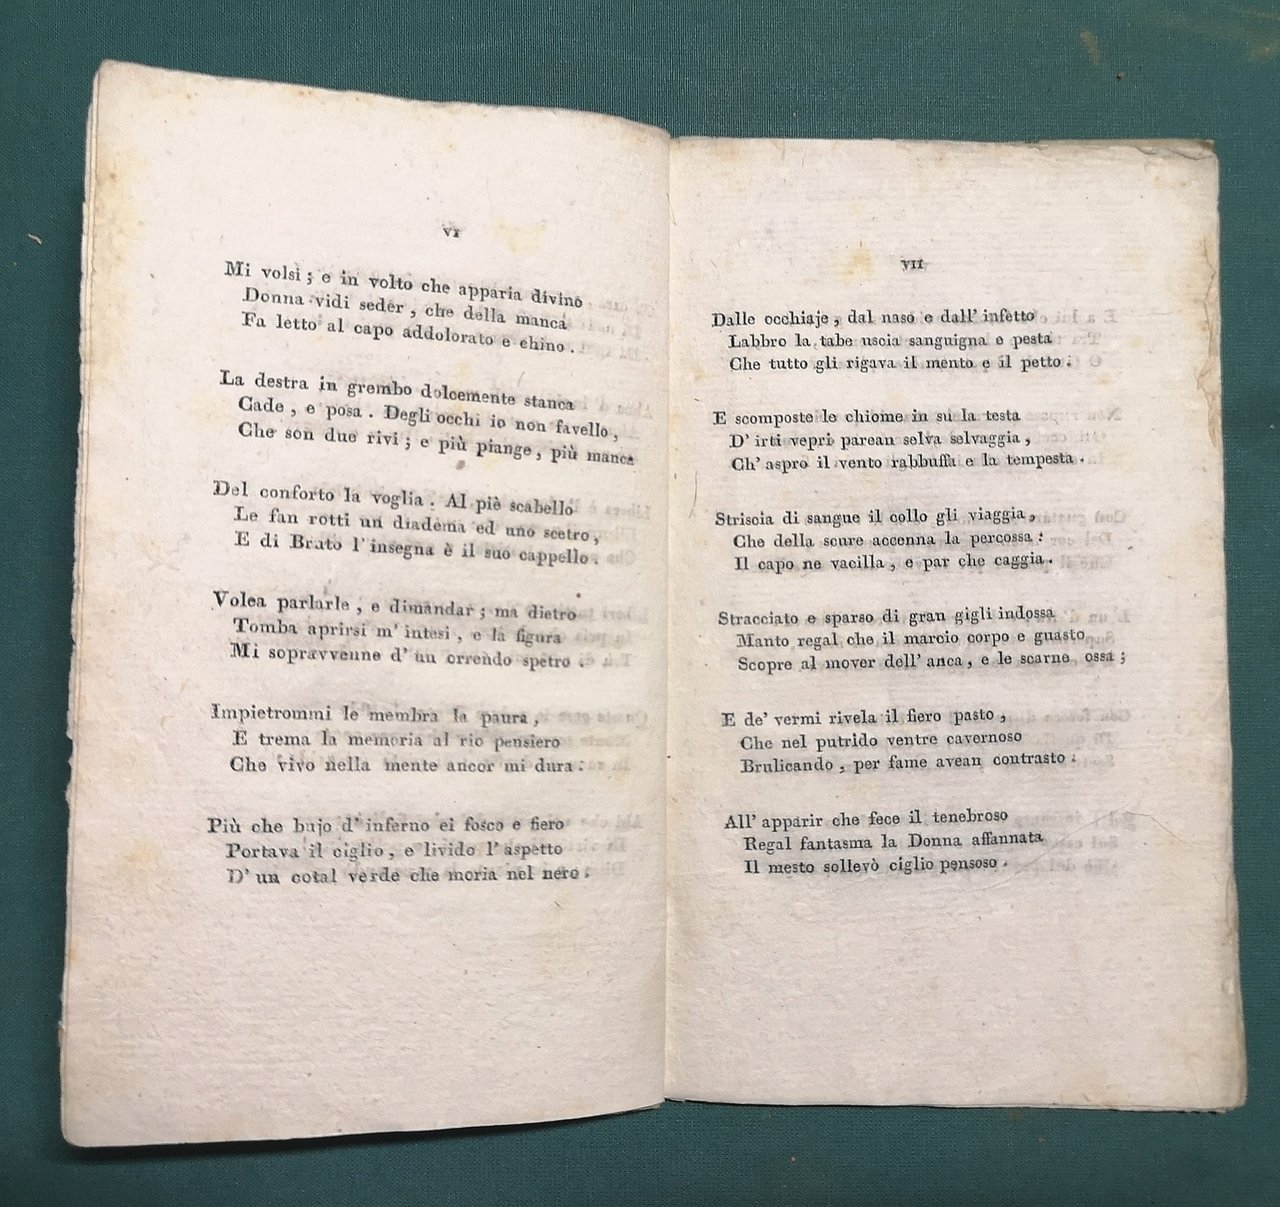 VI
Mi volsi ; e in volto che apparia divino
Donna vidi seder , che della manca
Fa letto al capo addolorato e chino .
La destra in grembo dolcemente stanca
Cade , e posa . Degli occhi io non favello ,
Che son due rivi ; e più piange , più manca
Del conforto la voglia . Al piè scabello
Le fan rotti un diadema ed uno scetro ,
E di Bruto l' insegna è il suo cappello .
Volea parlarle , e dimandar ; ma dietro
Tomba aprirsi m' intesi , e la figura
Mi sopravvenne d' un orrendo spetro .
Impietrommi le membra la paura ,
E trema la memoria al rio pensiero
Che vivo nella mente ancor mi dura .
Più che bujo d' inferno ei fosco e fiero
Portava il ciglio , e livido l' aspetto
D' un cotal verde che moria nel nero .
VII
Dalle occhiaje , dal naso e dall' infetto
Labbro la tabe uscia sanguigna e pesta
Che tutto gli rigava il mento e il petto .
E scomposte le chiome in su la testa
D' irti vepri parean selva selvaggia ,
Ch' aspro il vento rabbuffa e la tempesta .
Striscia di sangue il collo gli viaggia ,
Che della scure accenna la percossa :
Il capo ne vacilla , e par che caggia .
Stracciato e sparso di gran gigli indossa
Manto regal che il marcio corpo e guasto
Scopre al mover dell' anca , e le scarne ossa ;
E de' vermi rivela il fiero pasto ,
Che nel putrido ventre cavernoso
Brulicando , per fame avean contrasto .
All' apparir che fece il tenebroso
Regal fantasma la Donna affannata
Il mesto sollevò ciglio pensoso .